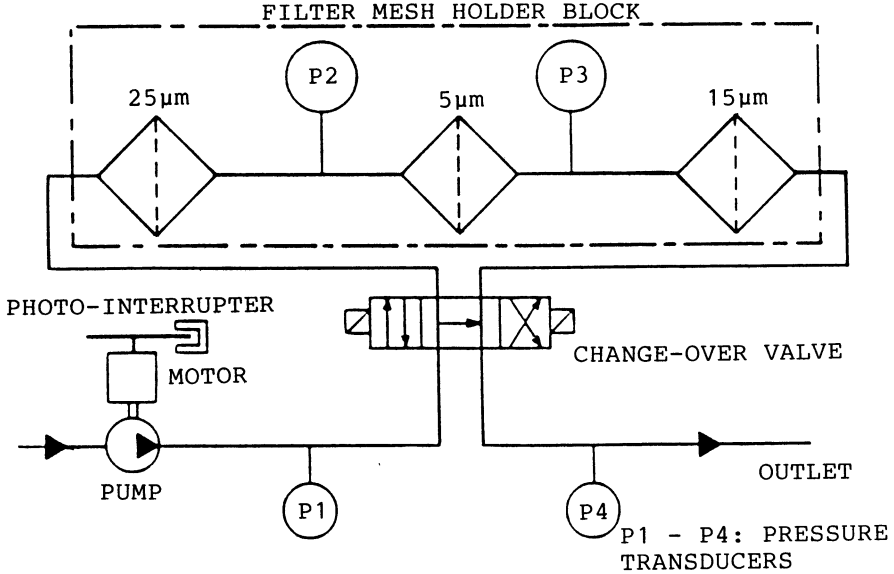 FILTER MESH HOLDER BLOCK
P2
P3
25μm
5μm
15μm
PHOTO-INTERRUPTER
MOTOR
CHANGE-OVER VALVE
PUMP
OUTLET
P1
P4
P1 - P4: PRESSURE
TRANSDUCERS